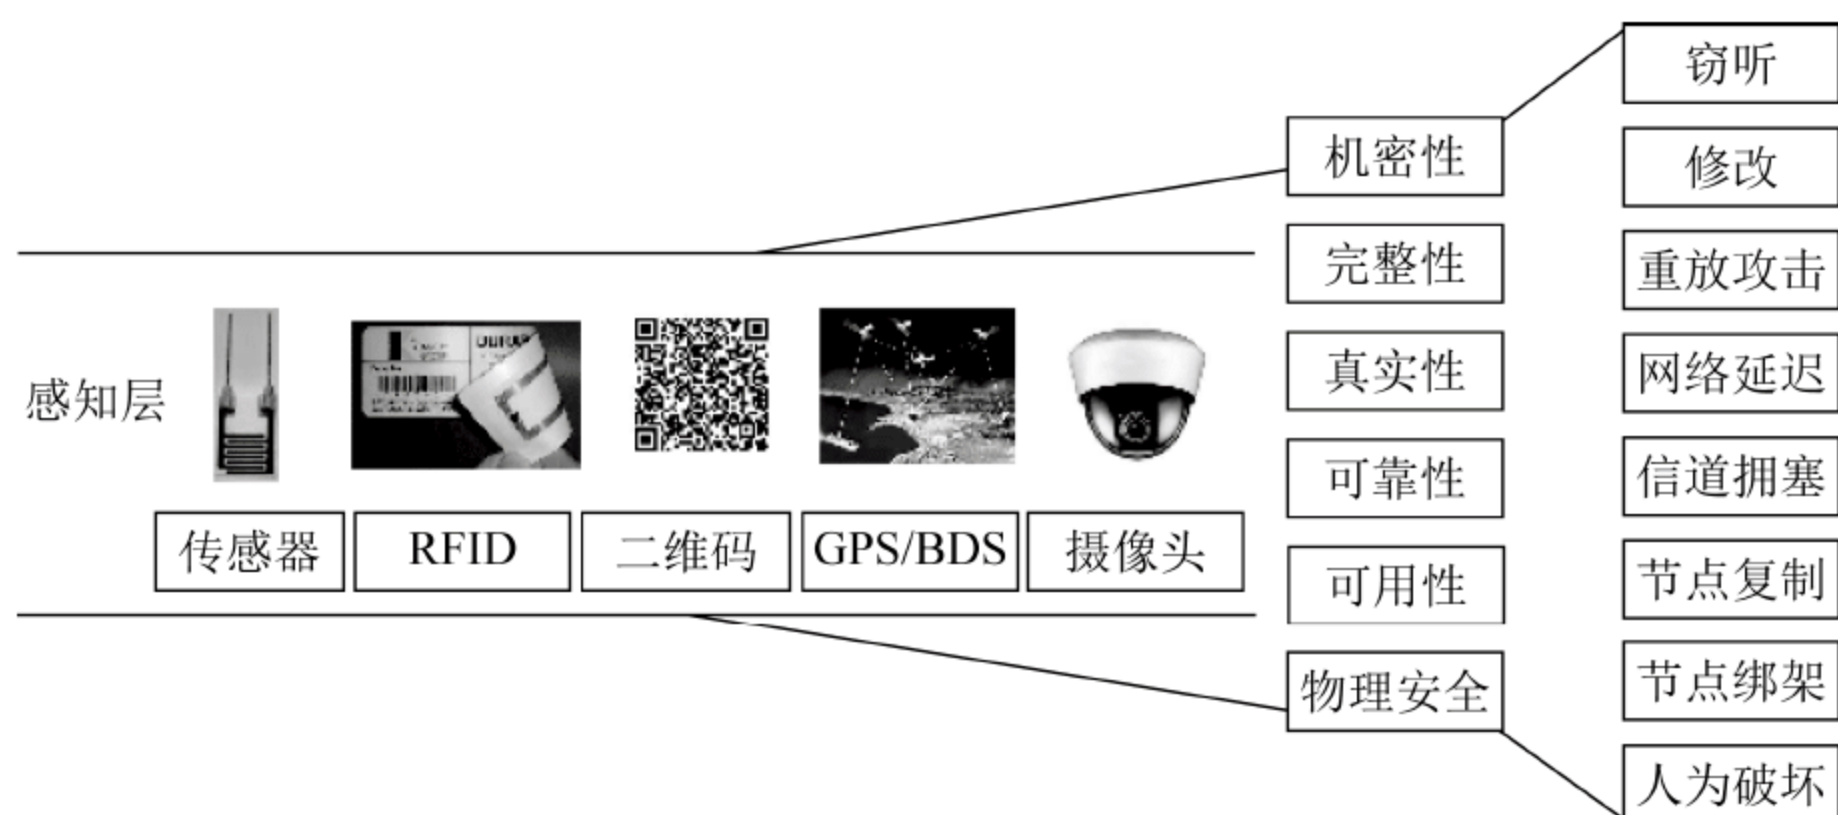 感知层
传感器
RFID
二维码
GPS/BDS
摄像头
机密性
完整性
真实性
可靠性
可用性
物理安全
窃听
修改
重放攻击
网络延迟
信道拥塞
节点复制
节点绑架
人为破坏